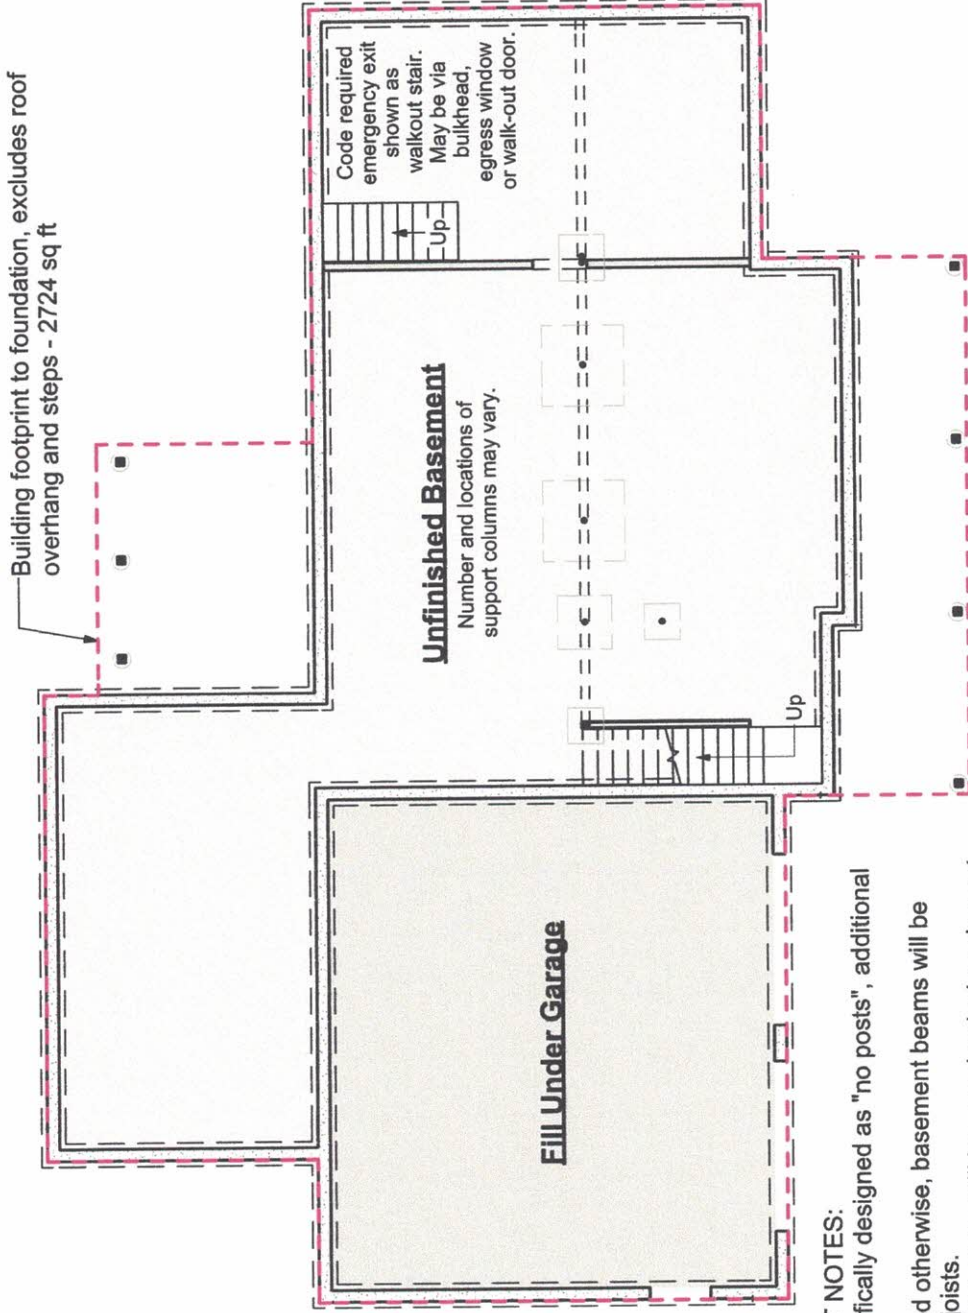 Building footprint to foundation, excludes roof
overhang and steps - 2724 sq ft
Code required
emergency exit
shown as
walkout stair.
May be via
bulkhead,
egress window
or walk-out door.
Up
Unfinished Basement
Number and locations of
support columns may vary.
Up
Fill Under Garage
NOTES:
fically designed as "no posts", additional
d otherwise, basement beams will be
oists.